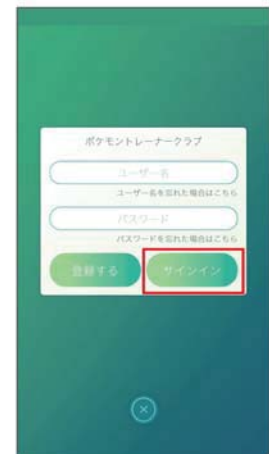 ポケモントレーナークラブ
ユーザー名
ユーザー名を忘れた場合はこちら
パスワード
パスワードを忘れた場合はこちら
登録する
サインイン